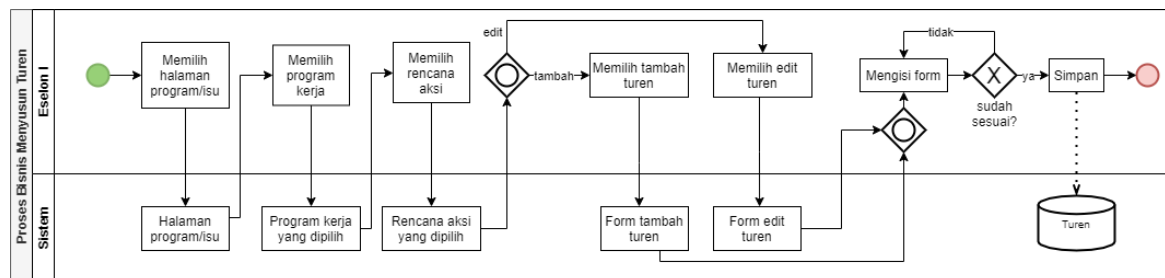 Proses Bisnis Menyusun Turen
Eselon I
Memilih
halaman
program/isu
Memilih
program
kerja
Memilih
rencana
aksi
edit
tambah
Memilih tambah
turen
Memilih edit
turen
Mengisi form
tidak
X
sudah
sesuai?
ya
Simpan
Sistem
Halaman
program/isu
Program kerja
yang dipilih
Rencana aksi
yang dipilih
Form tambah
turen
Form edit
turen
Turen